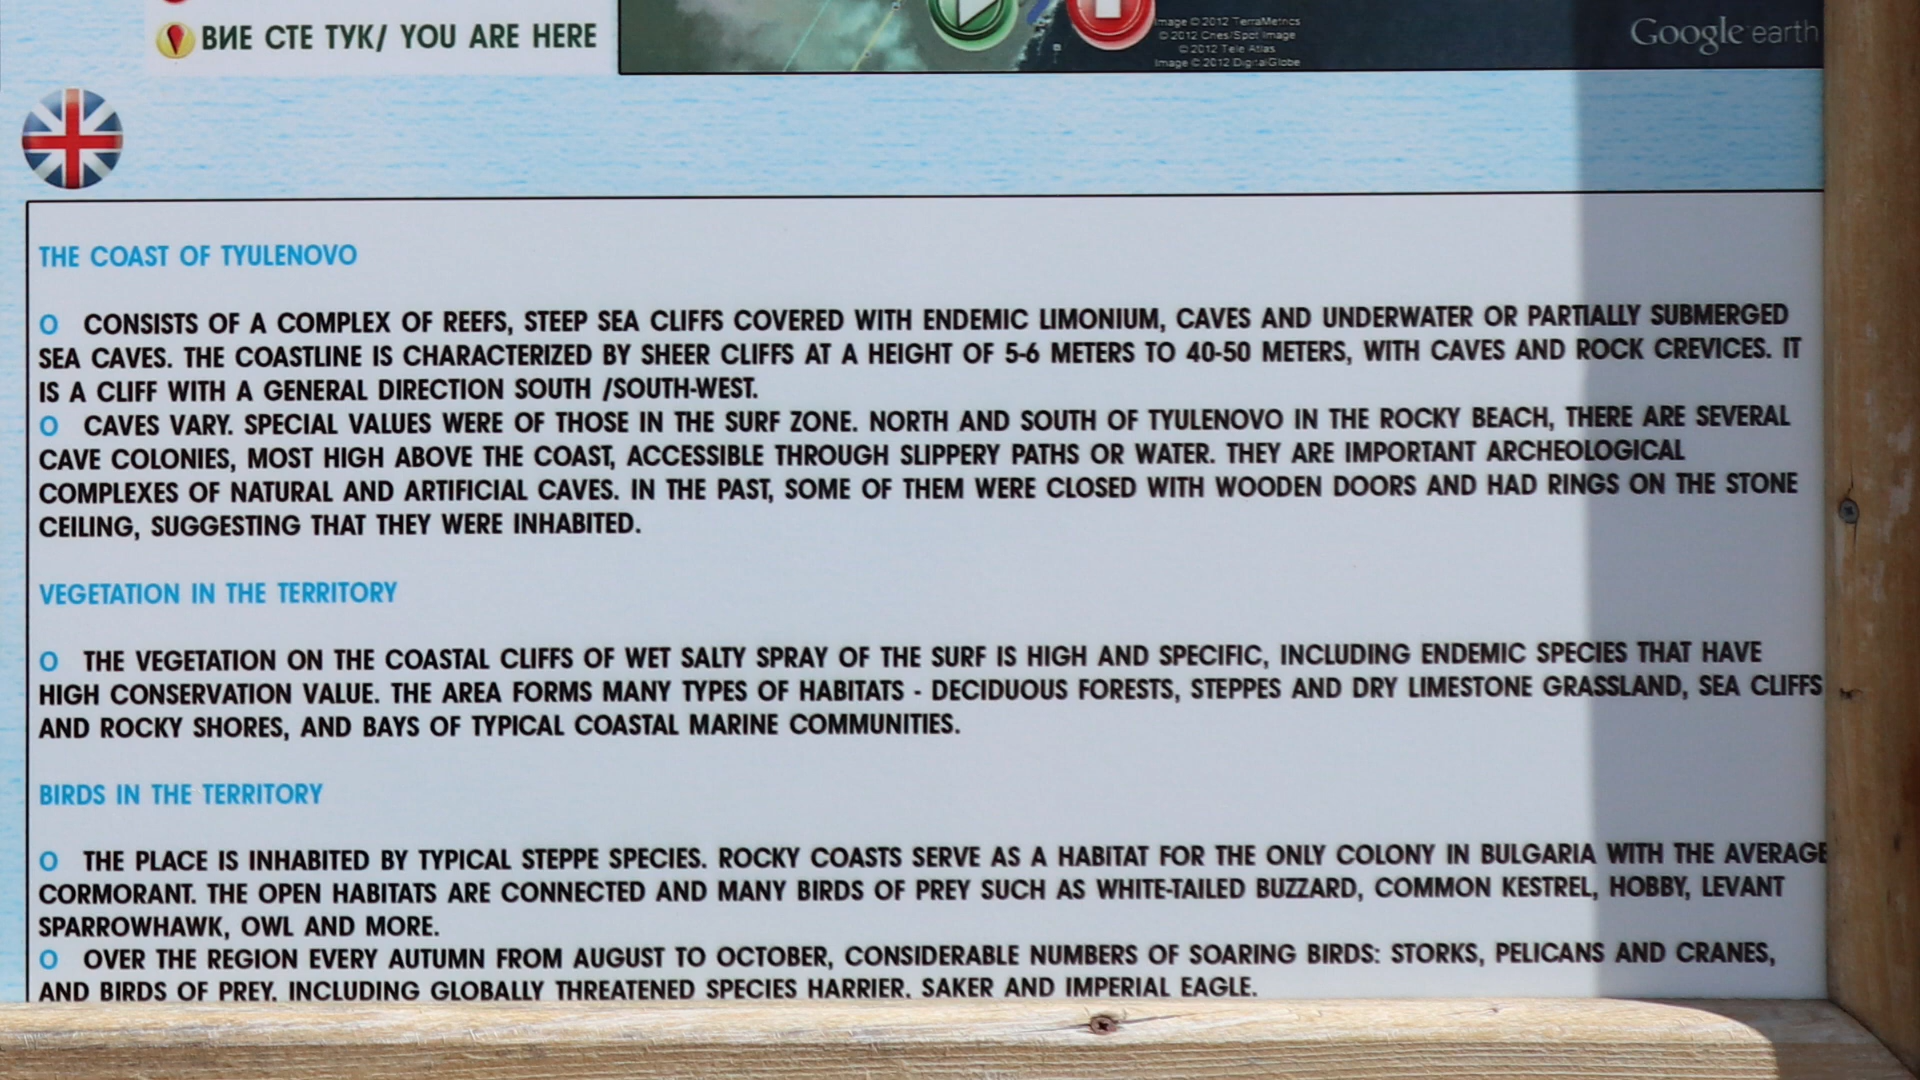 ВИЕ СТЕ ТУК/ YOU ARE HERE
Image © 2012 TerraMetrics
© 2012 Cnes/Spot Image
© 2012 Tele Atlas
Image © 2012 DigitalGlobe
Google earth
THE COAST OF TYULENOVO
O CONSISTS OF A COMPLEX OF REEFS, STEEP SEA CLIFFS COVERED WITH ENDEMIC LIMONIUM, CAVES AND UNDERWATER OR PARTIALLY SUBMERGED
SEA CAVES. THE COASTLINE IS CHARACTERIZED BY SHEER CLIFFS AT A HEIGHT OF 5-6 METERS TO 40-50 METERS, WITH CAVES AND ROCK CREVICES. IT
IS A CLIFF WITH A GENERAL DIRECTION SOUTH /SOUTH-WEST.
O CAVES VARY. SPECIAL VALUES WERE OF THOSE IN THE SURF ZONE. NORTH AND SOUTH OF TYULENOVO IN THE ROCKY BEACH, THERE ARE SEVERAL
CAVE COLONIES, MOST HIGH ABOVE THE COAST, ACCESSIBLE THROUGH SLIPPERY PATHS OR WATER. THEY ARE IMPORTANT ARCHEOLOGICAL
COMPLEXES OF NATURAL AND ARTIFICIAL CAVES. IN THE PAST, SOME OF THEM WERE CLOSED WITH WOODEN DOORS AND HAD RINGS ON THE STONE
CEILING, SUGGESTING THAT THEY WERE INHABITED.
VEGETATION IN THE TERRITORY
O THE VEGETATION ON THE COASTAL CLIFFS OF WET SALTY SPRAY OF THE SURF IS HIGH AND SPECIFIC, INCLUDING ENDEMIC SPECIES THAT HAVE
HIGH CONSERVATION VALUE. THE AREA FORMS MANY TYPES OF HABITATS - DECIDUOUS FORESTS, STEPPES AND DRY LIMESTONE GRASSLAND, SEA CLIFFS
AND ROCKY SHORES, AND BAYS OF TYPICAL COASTAL MARINE COMMUNITIES.
BIRDS IN THE TERRITORY
O THE PLACE IS INHABITED BY TYPICAL STEPPE SPECIES. ROCKY COASTS SERVE AS A HABITAT FOR THE ONLY COLONY IN BULGARIA WITH THE AVERAGE
CORMORANT. THE OPEN HABITATS ARE CONNECTED AND MANY BIRDS OF PREY SUCH AS WHITE-TAILED BUZZARD, COMMON KESTREL, HOBBY, LEVANT
SPARROWHAWK, OWL AND MORE.
O OVER THE REGION EVERY AUTUMN FROM AUGUST TO OCTOBER, CONSIDERABLE NUMBERS OF SOARING BIRDS: STORKS, PELICANS AND CRANES,
AND BIRDS OF PREY, INCLUDING GLOBALLY THREATENED SPECIES HARRIER, SAKER AND IMPERIAL EAGLE.